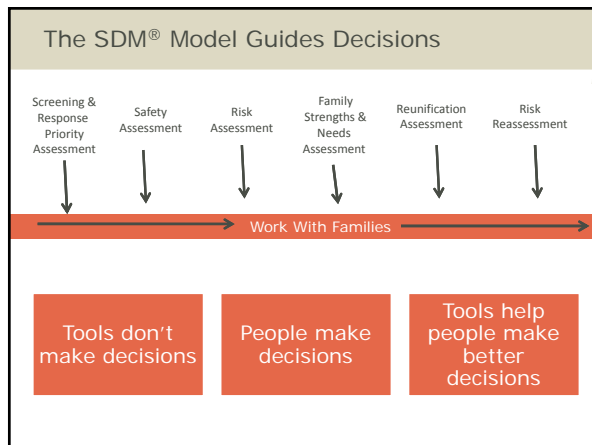 The SDM® Model Guides Decisions
Screening &
Response
Priority
Assessment
Safety
Assessment
Risk
Assessment
Family
Strengths &
Needs
Assessment
Reunification
Assessment
Risk
Reassessment
Work With Families
Tools don't
make decisions
People make
decisions
Tools help
people make
better
decisions